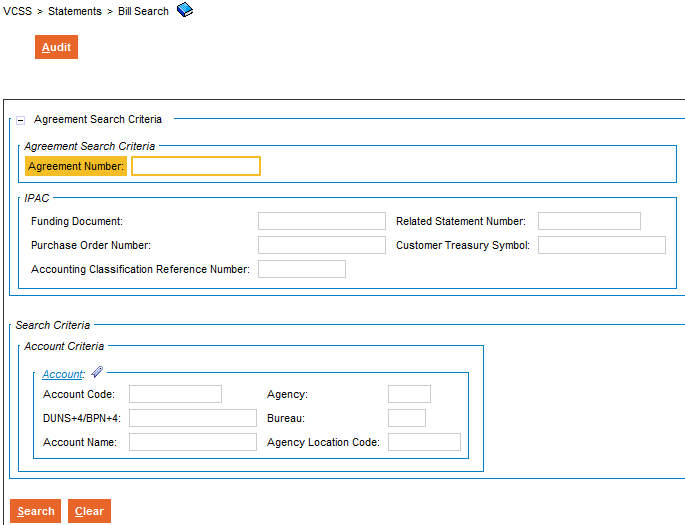 VCSS > Statements > Bill Search
Audit
Agreement Search Criteria
Agreement Search Criteria
Agreement Number:
IPAC
Funding Document: Related Statement Number:
Purchase Order Number: Customer Treasury Symbol:
Accounting Classification Reference Number:
Search Criteria
Account Criteria
Account:
Account Code: Agency:
DUNS+4/BPN+4: Bureau:
Account Name: Agency Location Code:
Search Clear